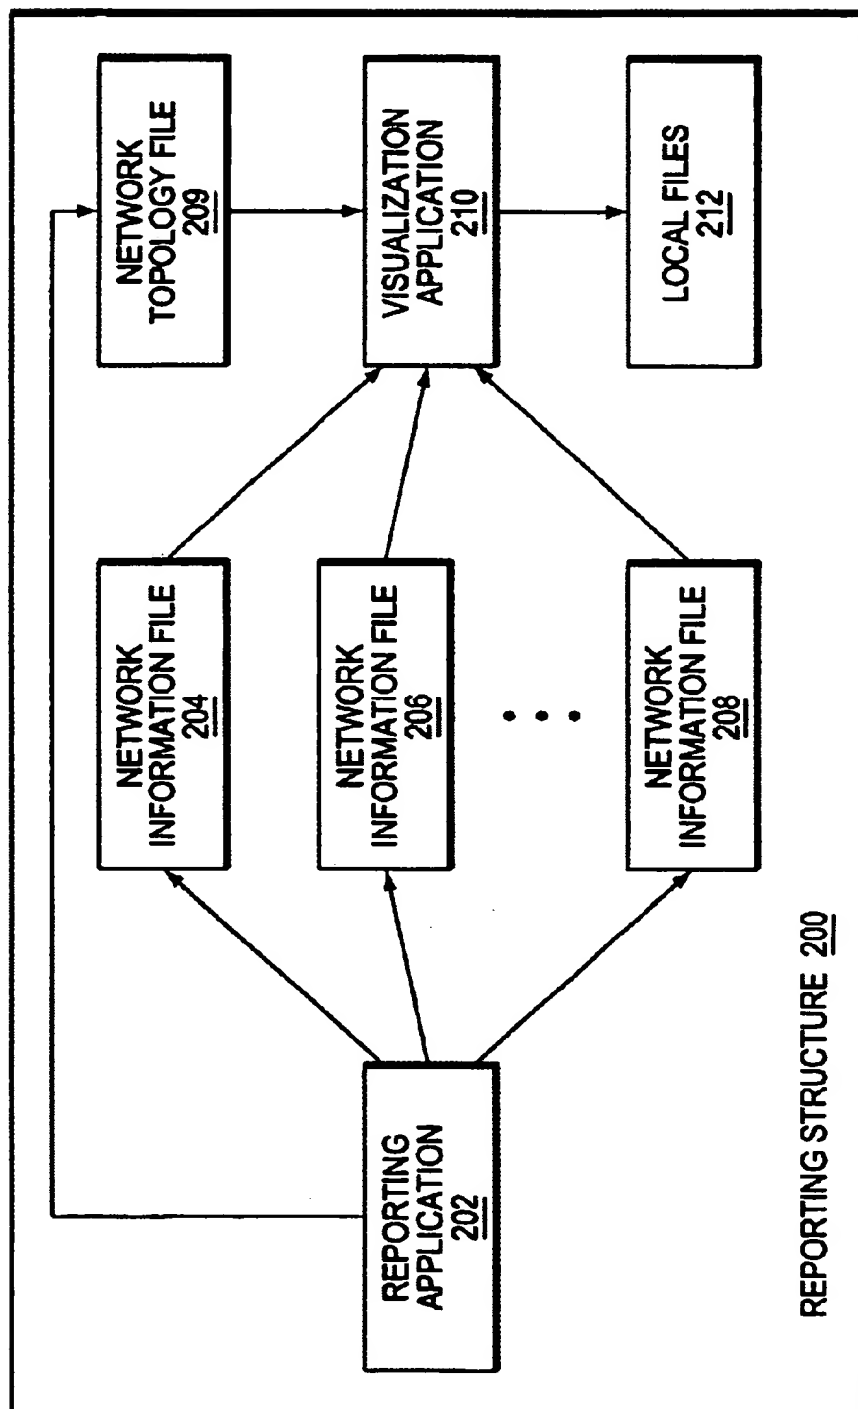 NETWORK
TOPOLOGY FILE
209
NETWORK
INFORMATION FILE
204
REPORTING
APPLICATION
202
NETWORK
INFORMATION FILE
206
VISUALIZATION
APPLICATION
210
NETWORK
INFORMATION FILE
208
LOCAL FILES
212
REPORTING STRUCTURE 200